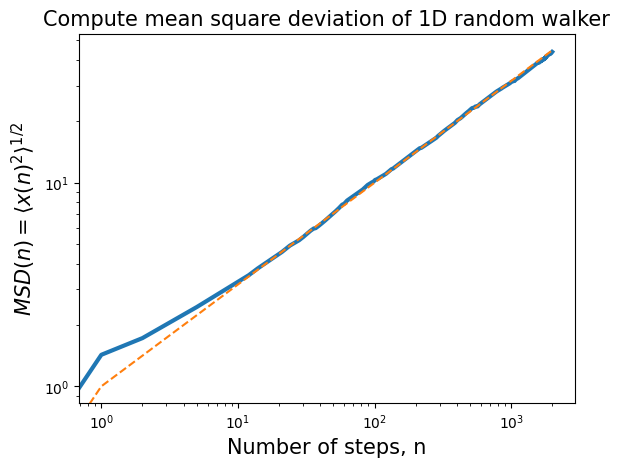 Compute mean square deviation of 1D random walker
MSD(n) = ⟨x(n)²⟩^{1/2}
10¹
10⁰
10⁰ 10¹ 10² 10³
Number of steps, n